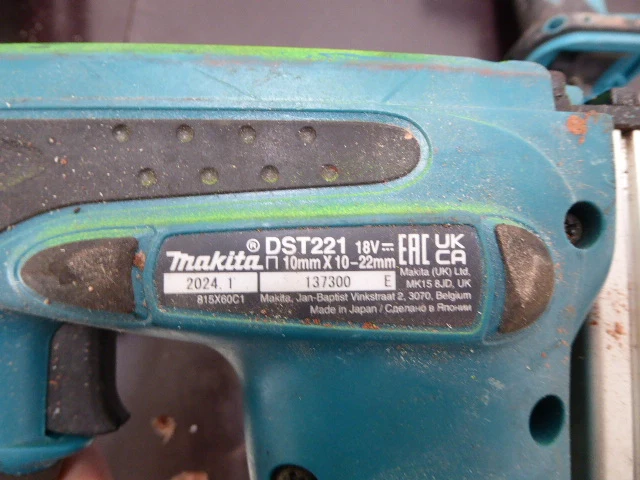 makita® DST221 18V⎓ EAC UK CA
⊓ 10mm X 10-22mm
2024. 1 137300 E
Makita (UK) Ltd.
MK15 8JD, UK
815X60C1 Makita, Jan-Baptist Vinkstraat 2, 3070, Belgium
Made in Japan / Сделано в Японии